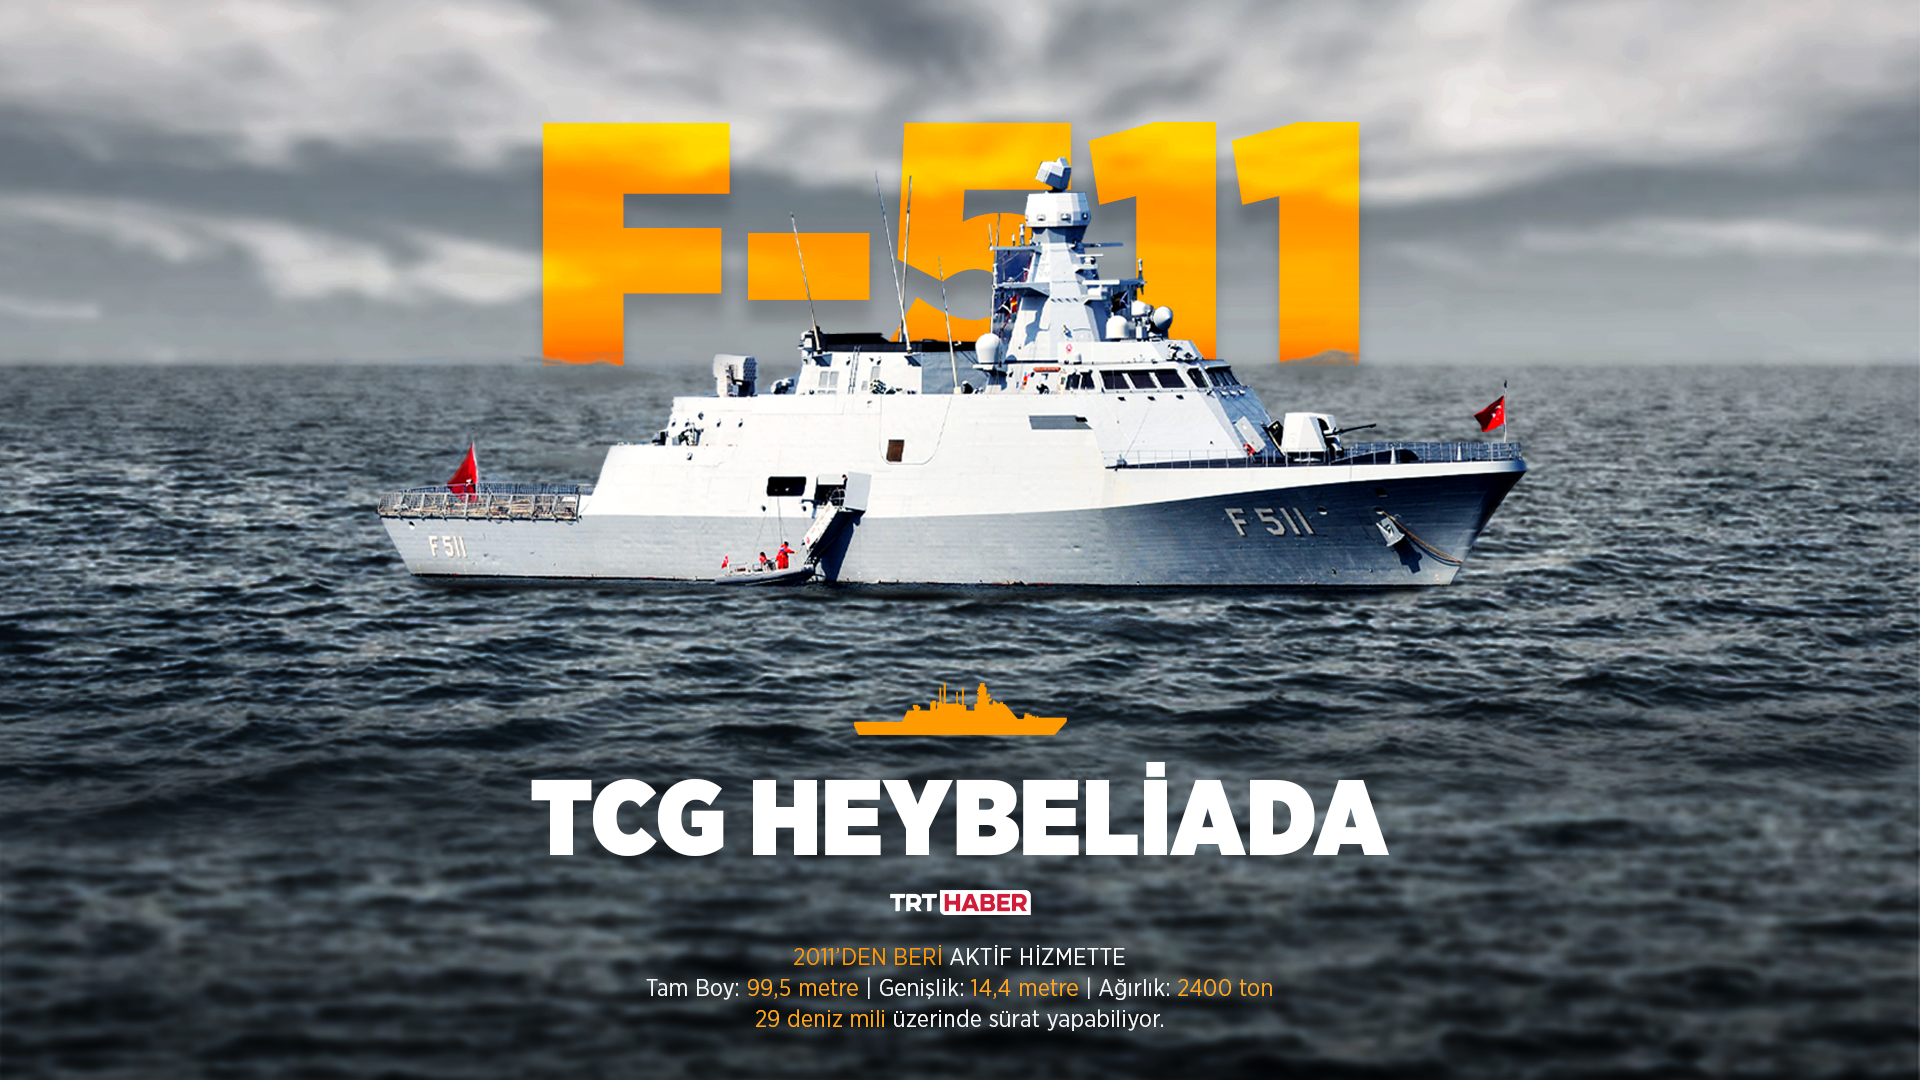 F-511
F 511
F 511
TCG HEYBELİADA
TRT HABER
2011'DEN BERİ AKTİF HİZMETTE
Tam Boy: 99,5 metre | Genişlik: 14,4 metre | Ağırlık: 2400 ton
29 deniz mili üzerinde sürat yapabiliyor.